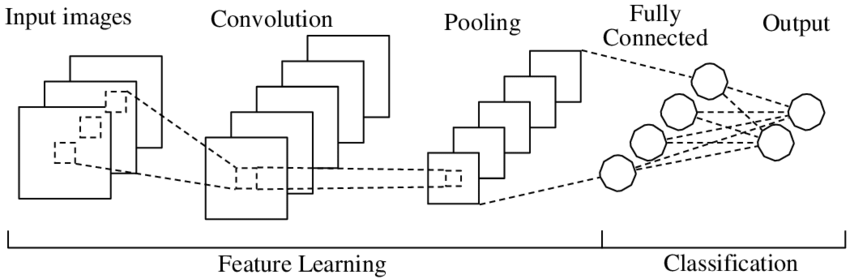 Input images
Convolution
Pooling
Fully
Connected
Output
Feature Learning
Classification